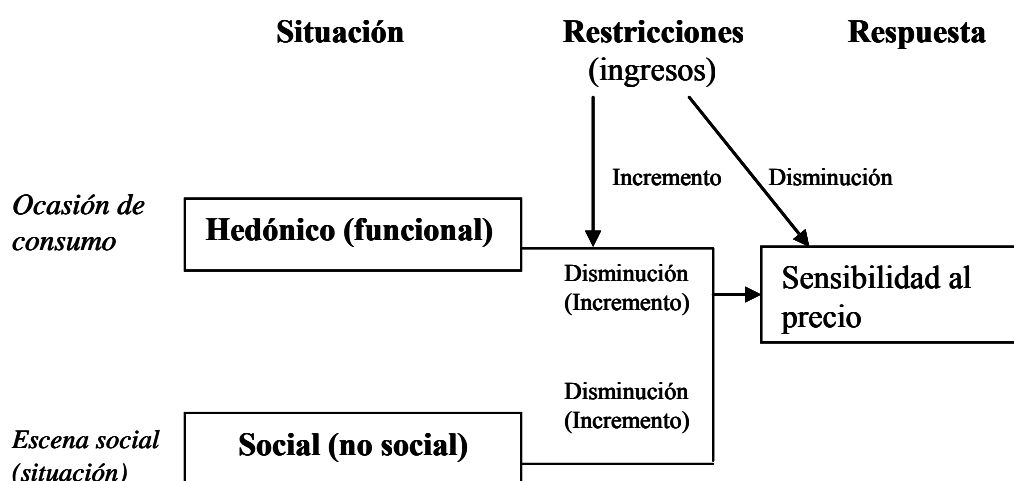 Situación
Restricciones
(ingresos)
Respuesta
Incremento
Disminución
Ocasión de
consumo
Hedónico (funcional)
Disminución
(Incremento)
Sensibilidad al
precio
Disminución
(Incremento)
Escena social
(situación)
Social (no social)